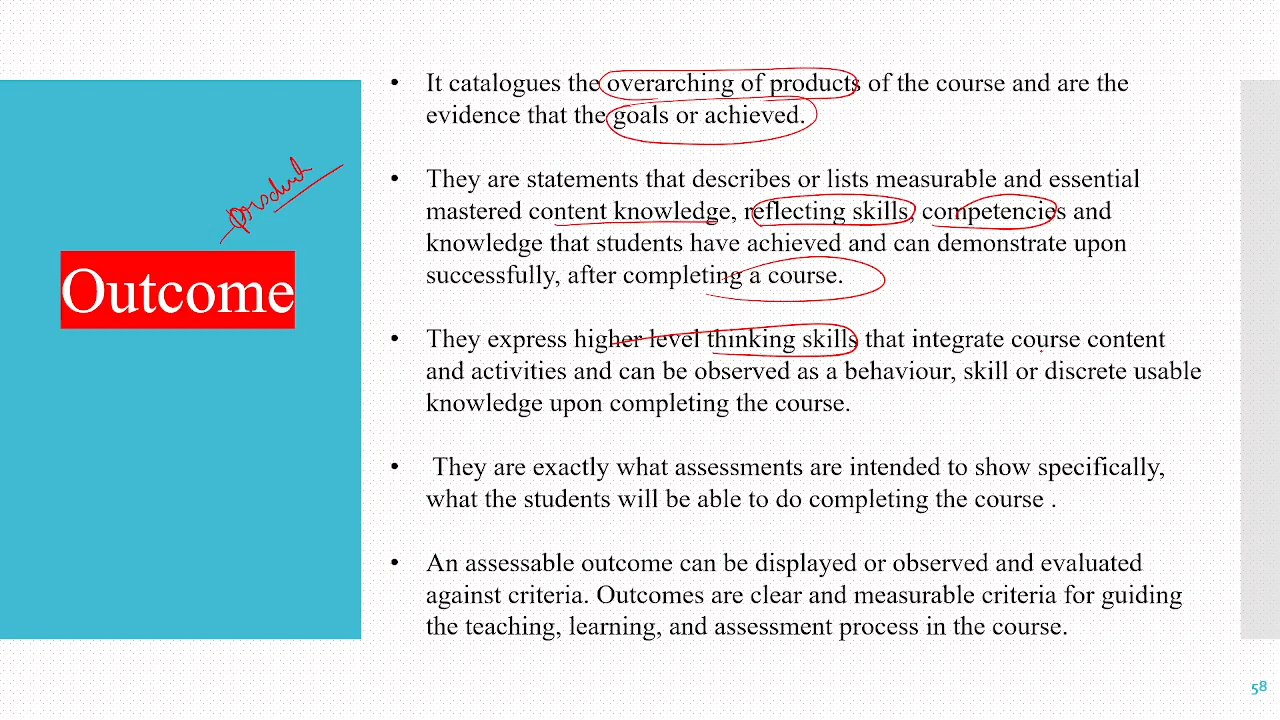 product
Outcome
• It catalogues the overarching of products of the course and are the
evidence that the goals or achieved.
• They are statements that describes or lists measurable and essential
mastered content knowledge, reflecting skills, competencies and
knowledge that students have achieved and can demonstrate upon
successfully, after completing a course.
• They express higher level thinking skills that integrate course content
and activities and can be observed as a behaviour, skill or discrete usable
knowledge upon completing the course.
• They are exactly what assessments are intended to show specifically,
what the students will be able to do completing the course .
• An assessable outcome can be displayed or observed and evaluated
against criteria. Outcomes are clear and measurable criteria for guiding
the teaching, learning, and assessment process in the course.
58